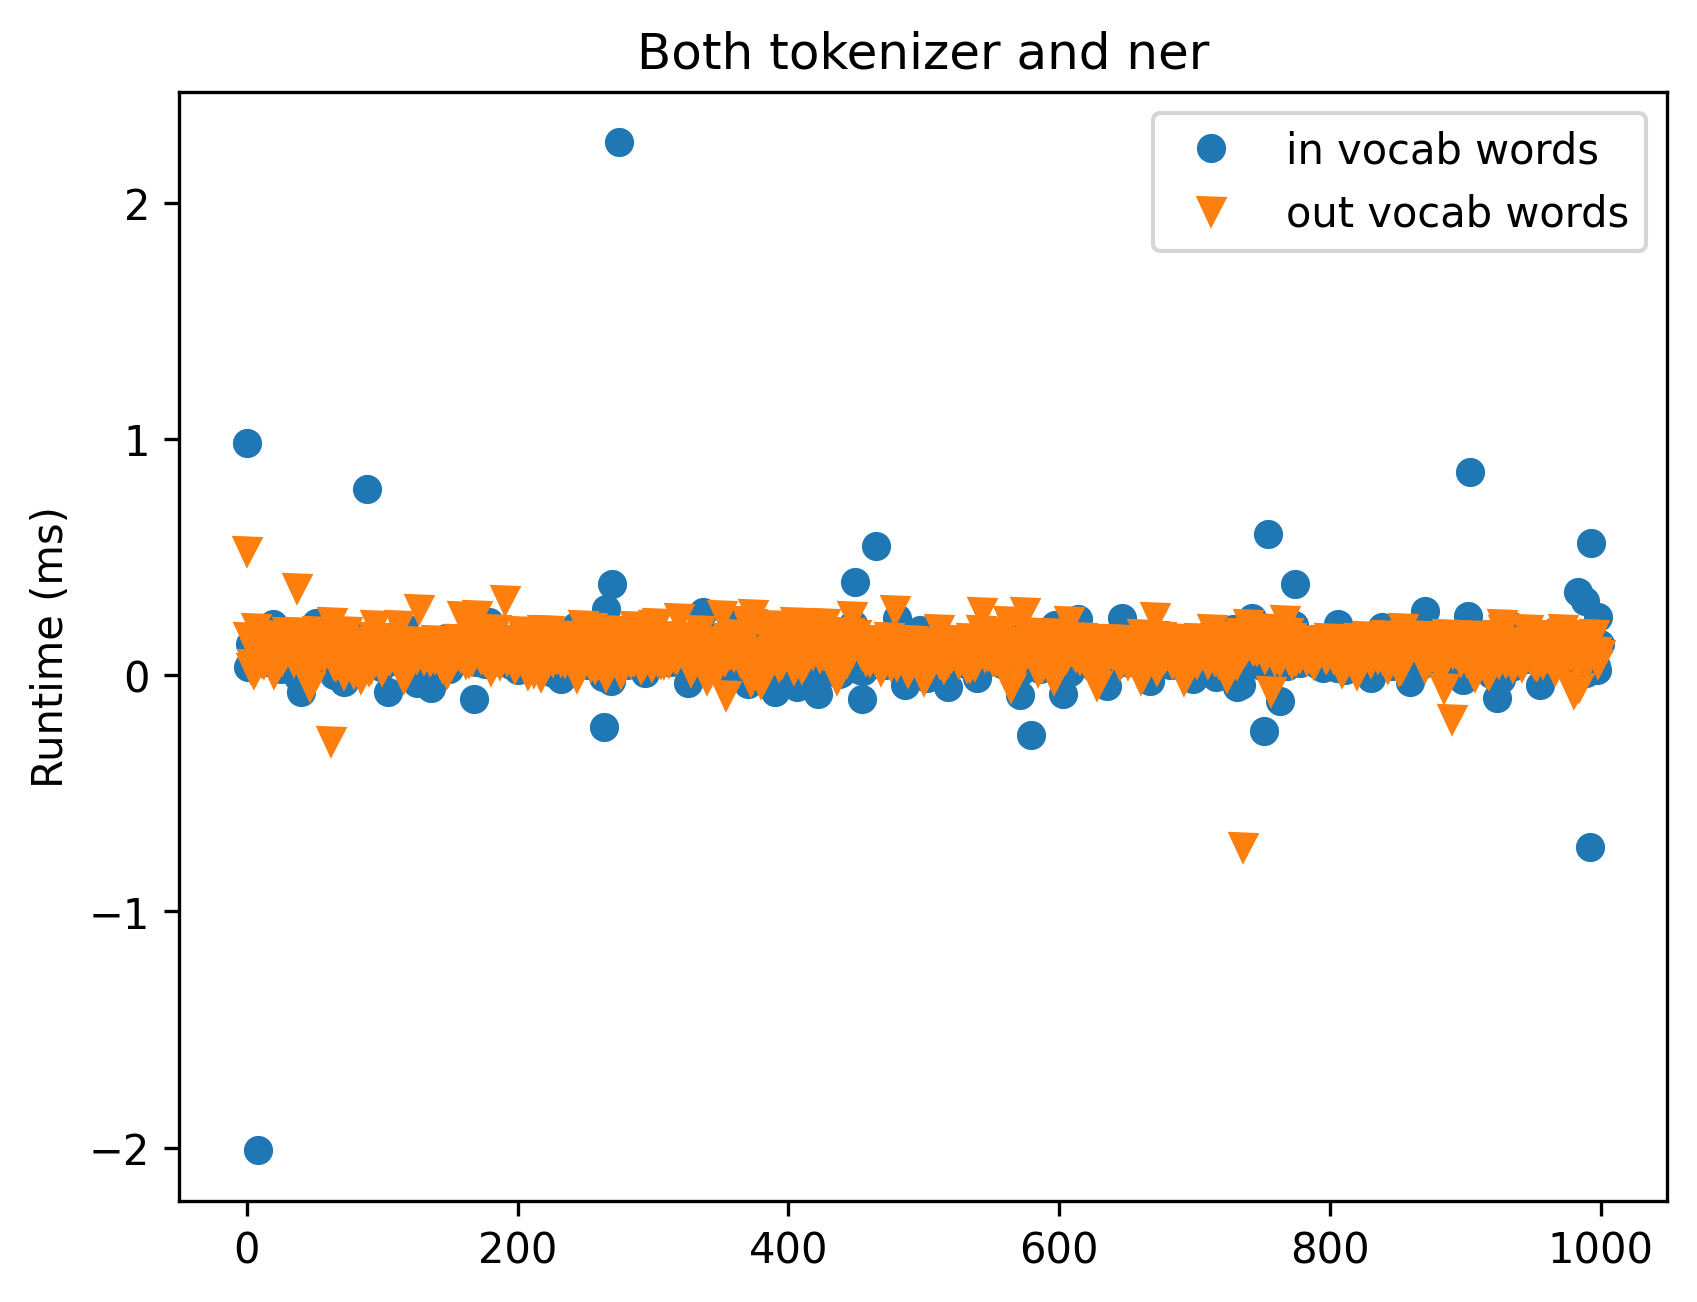 Both tokenizer and ner
in vocab words
out vocab words
Runtime (ms)
2
1
0
−1
−2
0 200 400 600 800 1000